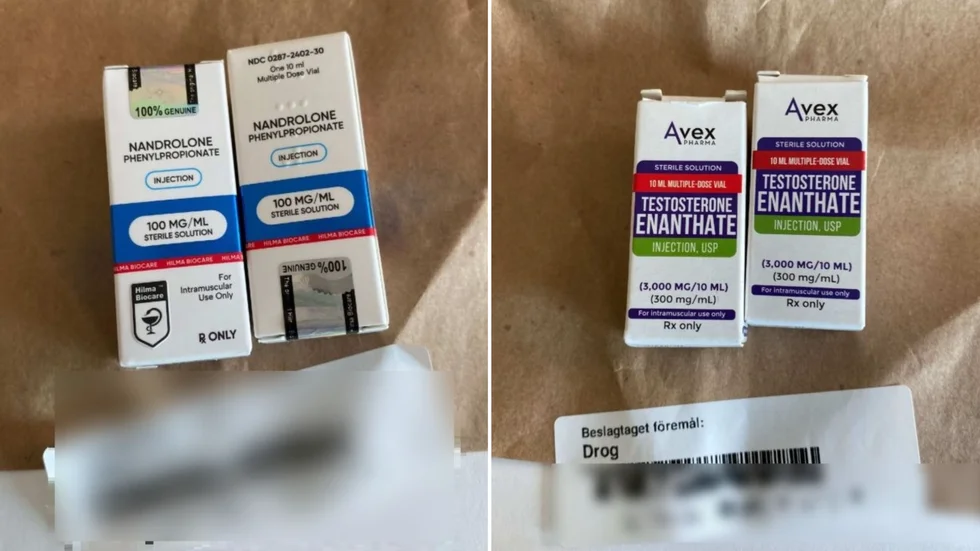 100% GENUINE
NANDROLONE
PHENYLPROPIONATE
INJECTION
100 MG/ML
STERILE SOLUTION
HILMA BIOCARE HILMA
Hilma
Biocare
For
Intramuscular
Use Only
℞ ONLY
NDC 0287-2402-30
One 10 ml
Multiple Dose Vial
NANDROLONE
PHENYLPROPIONATE
INJECTION
100 MG/ML
STERILE SOLUTION
HILMA BIOCARE HILMA
100% GENUINE
Avex
PHARMA
STERILE SOLUTION
10 ML MULTIPLE-DOSE VIAL
TESTOSTERONE
ENANTHATE
INJECTION, USP
(3,000 MG/10 ML)
(300 mg/mL)
For intramuscular use only
Rx only
Avex
PHARMA
STERILE SOLUTION
10 ML MULTIPLE-DOSE VIAL
TESTOSTERONE
ENANTHATE
INJECTION, USP
(3,000 MG/10 ML)
(300 mg/mL)
For intramuscular use only
Rx only
Beslagtaget föremål:
Drog